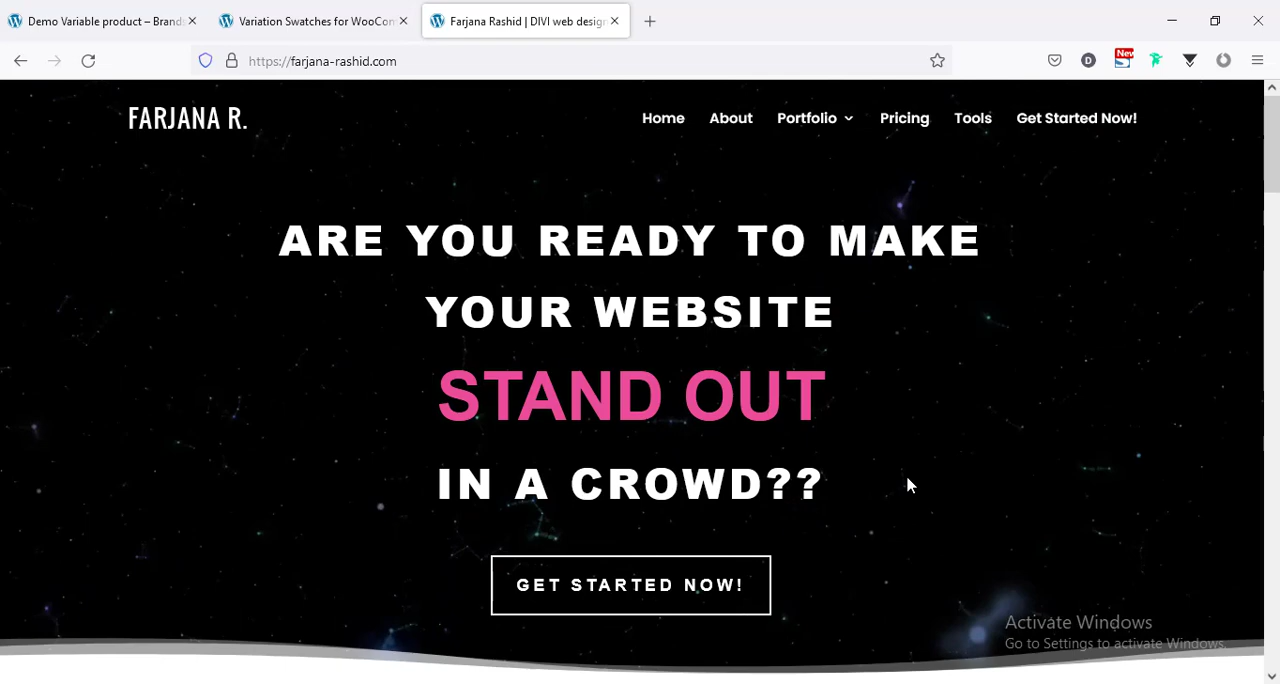 Demo Variable product – Brand
Variation Swatches for WooCom
Farjana Rashid | DIVI web design
https://farjana-rashid.com
New
D
FARJANA R.
Home
About
Portfolio
Pricing
Tools
Get Started Now!
ARE YOU READY TO MAKE
YOUR WEBSITE
STAND OUT
IN A CROWD??
GET STARTED NOW!
Activate Windows
Go to Settings to activate Windows.